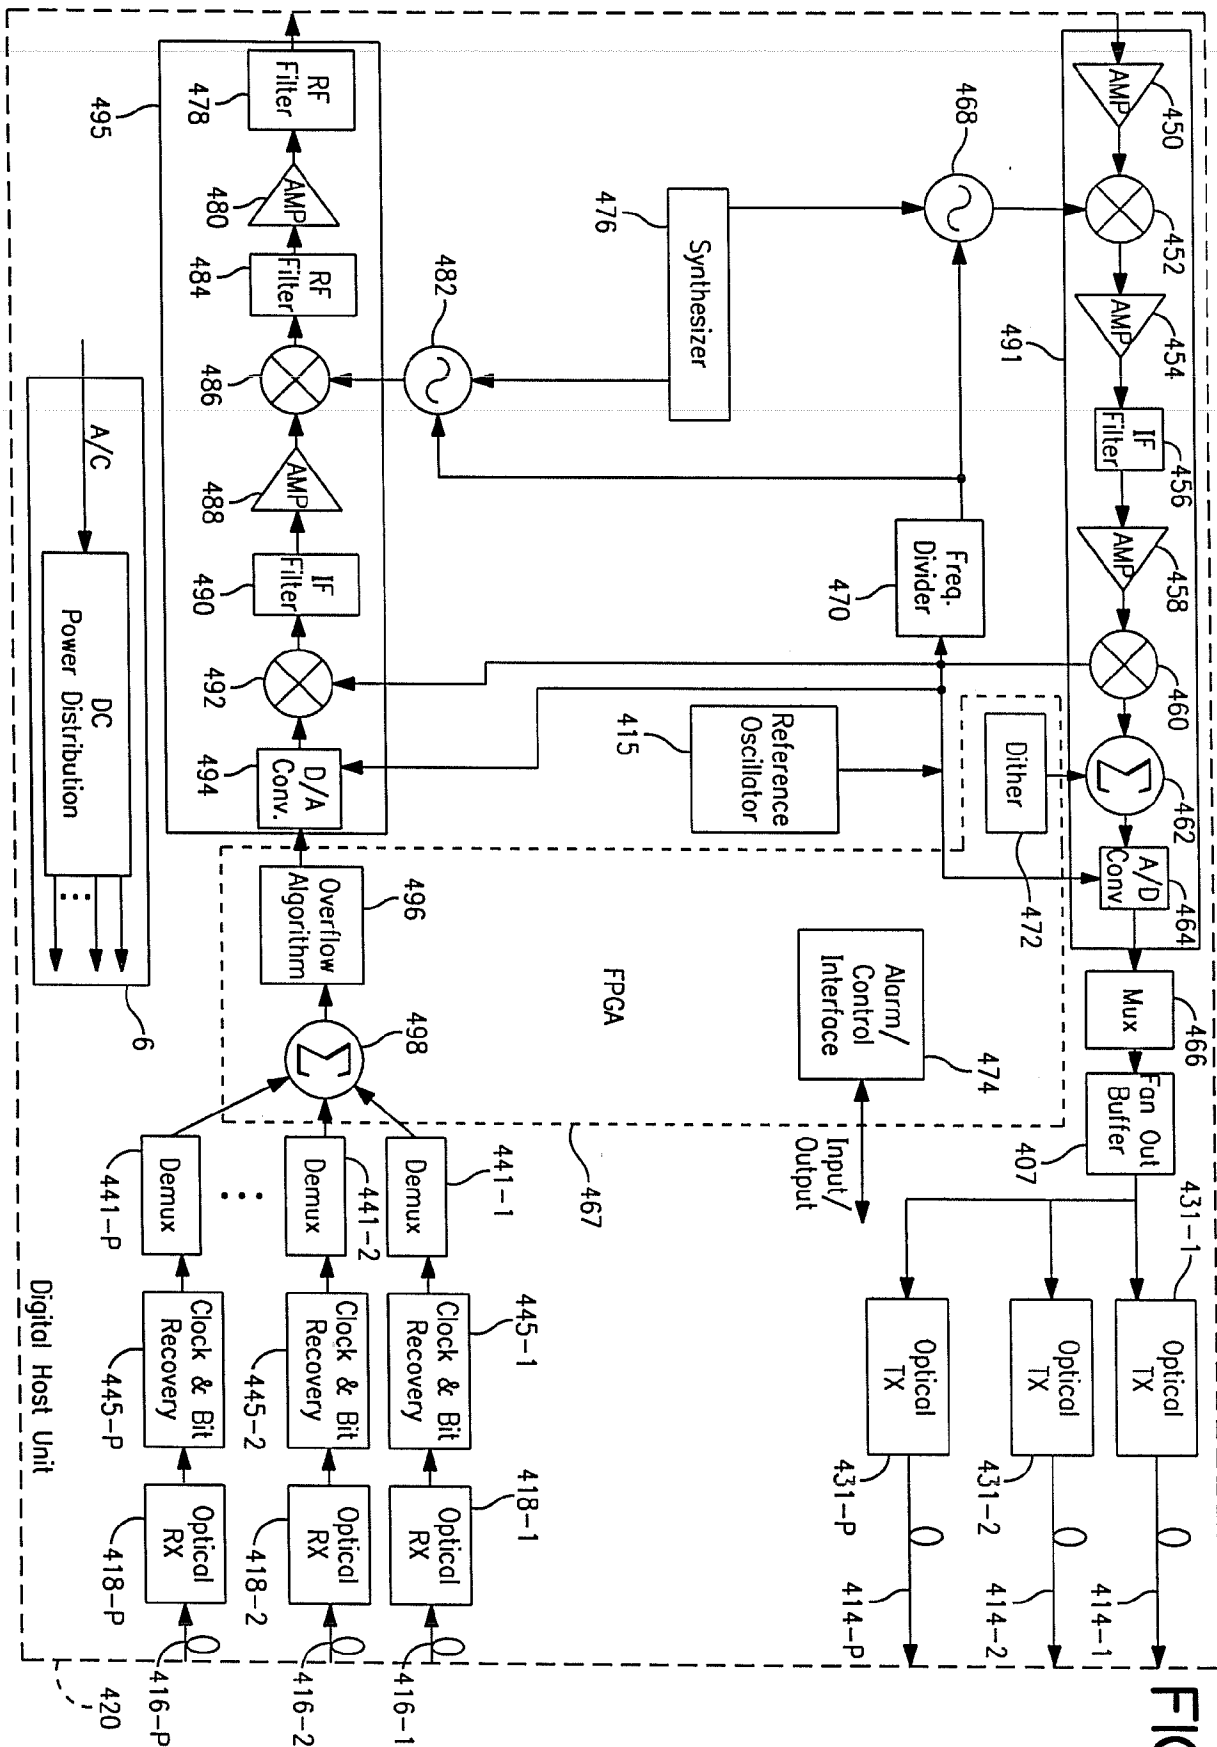 FIG
AMP
450
452
AMP
454
491
IF
Filter
456
AMP
458
460
462
A/D
Conv.
464
Mux
466
Fan Out
Buffer
407
431-1
Optical
TX
414-1
Optical
TX
431-2
414-2
Optical
TX
431-P
414-P
468
476
Synthesizer
482
Freq.
Divider
470
Reference
Oscillator
415
Dither
472
Alarm/
Control
Interface
474
Input/
Output
FPGA
467
495
RF
Filter
478
AMP
480
RF
Filter
484
486
AMP
488
IF
Filter
490
492
D/A
Conv.
494
Overflow
Algorithm
496
498
Demux
441-1
Clock & Bit
Recovery
445-1
Optical
RX
418-1
416-1
Demux
441-2
Clock & Bit
Recovery
445-2
Optical
RX
418-2
416-2
Demux
441-P
Clock & Bit
Recovery
445-P
Optical
RX
418-P
416-P
A/C
DC
Power Distribution
6
Digital Host Unit
420